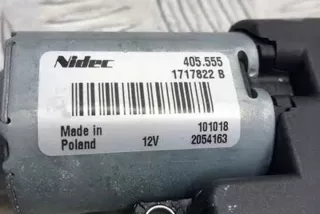 Nidec 405.555
1717822 B
Made in 101018
Poland 12V 2054163